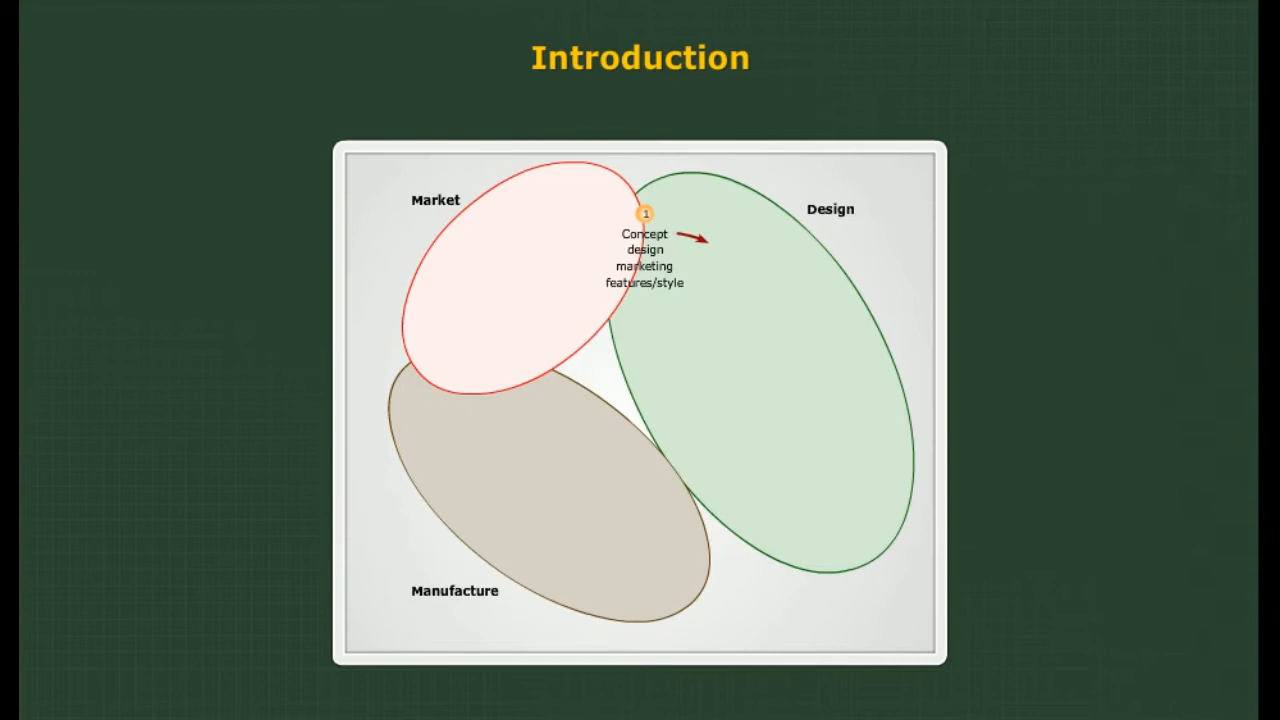 Introduction
Market
Design
1
Concept
design
marketing
features/style
Manufacture